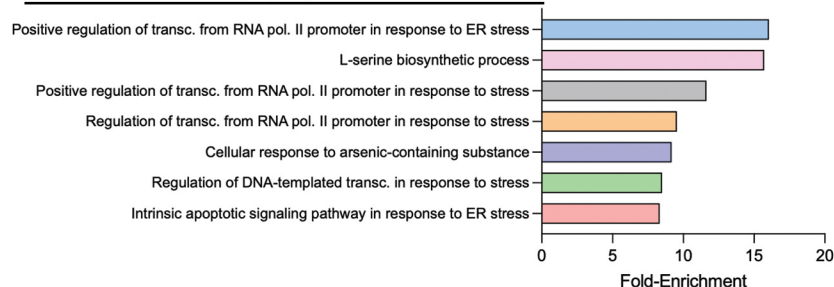 Positive regulation of transc. from RNA pol. II promoter in response to ER stress
L-serine biosynthetic process
Positive regulation of transc. from RNA pol. II promoter in response to stress
Regulation of transc. from RNA pol. II promoter in response to stress
Cellular response to arsenic-containing substance
Regulation of DNA-templated transc. in response to stress
Intrinsic apoptotic signaling pathway in response to ER stress
0 5 10 15 20
Fold-Enrichment